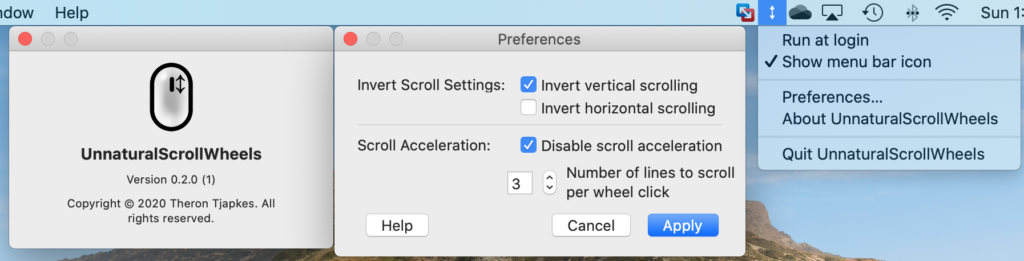 ndow Help
Sun 1:
UnnaturalScrollWheels
Version 0.2.0 (1)
Copyright © 2020 Theron Tjapkes. All
rights reserved.
Preferences
Invert Scroll Settings: Invert vertical scrolling
Invert horizontal scrolling
Scroll Acceleration: Disable scroll acceleration
3 Number of lines to scroll
per wheel click
Help Cancel Apply
Run at login
Show menu bar icon
Preferences...
About UnnaturalScrollWheels
Quit UnnaturalScrollWheels